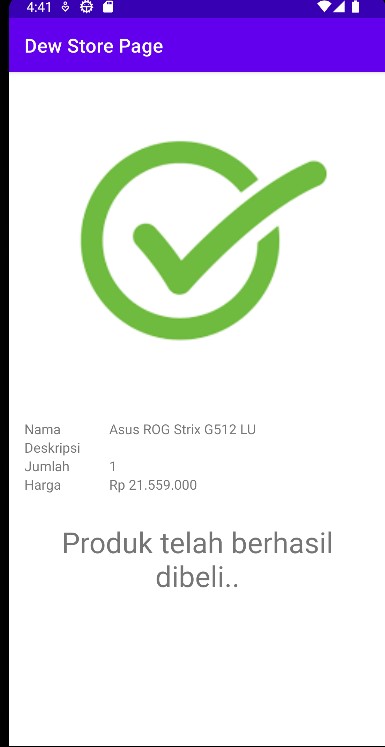 4:41
Dew Store Page
Nama Asus ROG Strix G512 LU
Deskripsi
Jumlah 1
Harga Rp 21.559.000
Produk telah berhasil
dibeli..